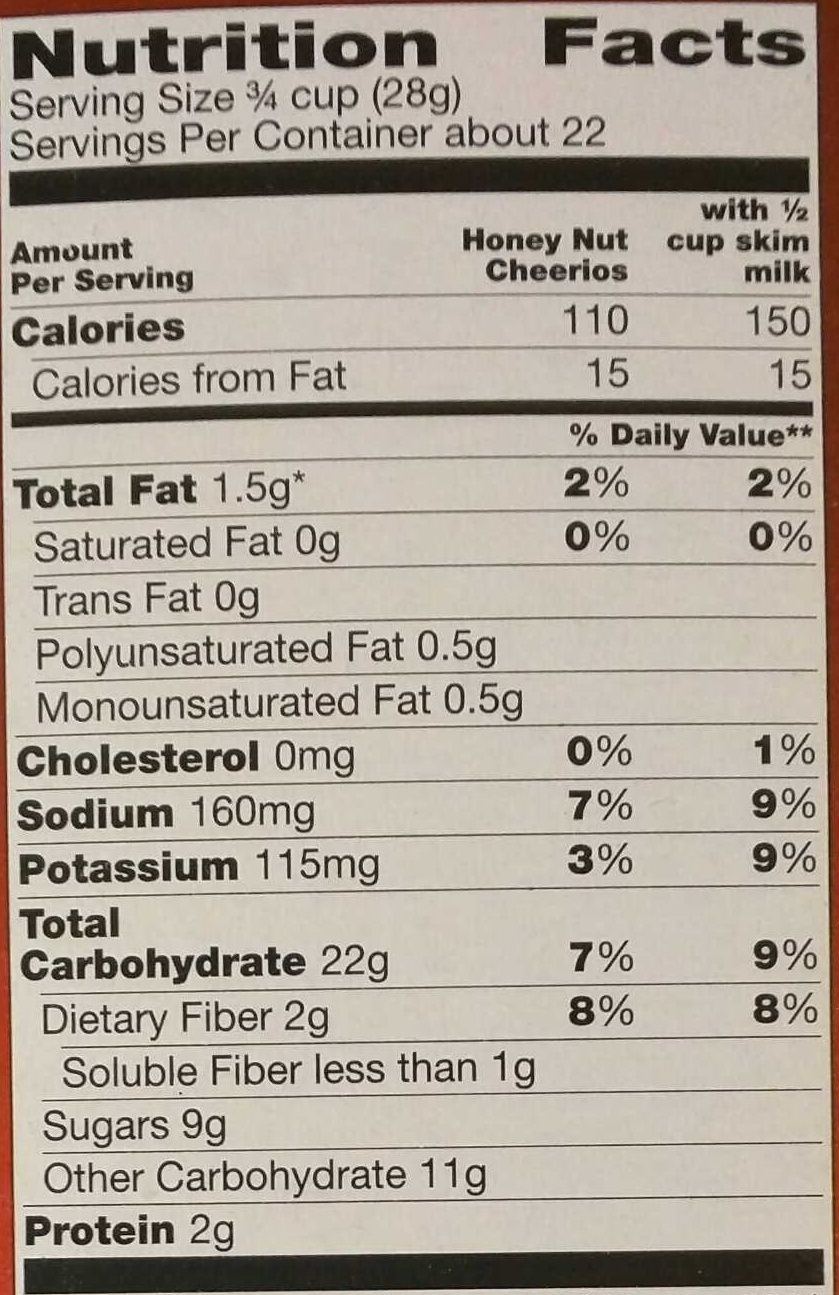 Nutrition Facts
Serving Size ¾ cup (28g)
Servings Per Container about 22
Amount Per Serving Honey Nut Cheerios with ½ cup skim milk
Calories 110 150
Calories from Fat 15 15
% Daily Value**
Total Fat 1.5g* 2% 2%
Saturated Fat 0g 0% 0%
Trans Fat 0g
Polyunsaturated Fat 0.5g
Monounsaturated Fat 0.5g
Cholesterol 0mg 0% 1%
Sodium 160mg 7% 9%
Potassium 115mg 3% 9%
Total
Carbohydrate 22g 7% 9%
Dietary Fiber 2g 8% 8%
Soluble Fiber less than 1g
Sugars 9g
Other Carbohydrate 11g
Protein 2g